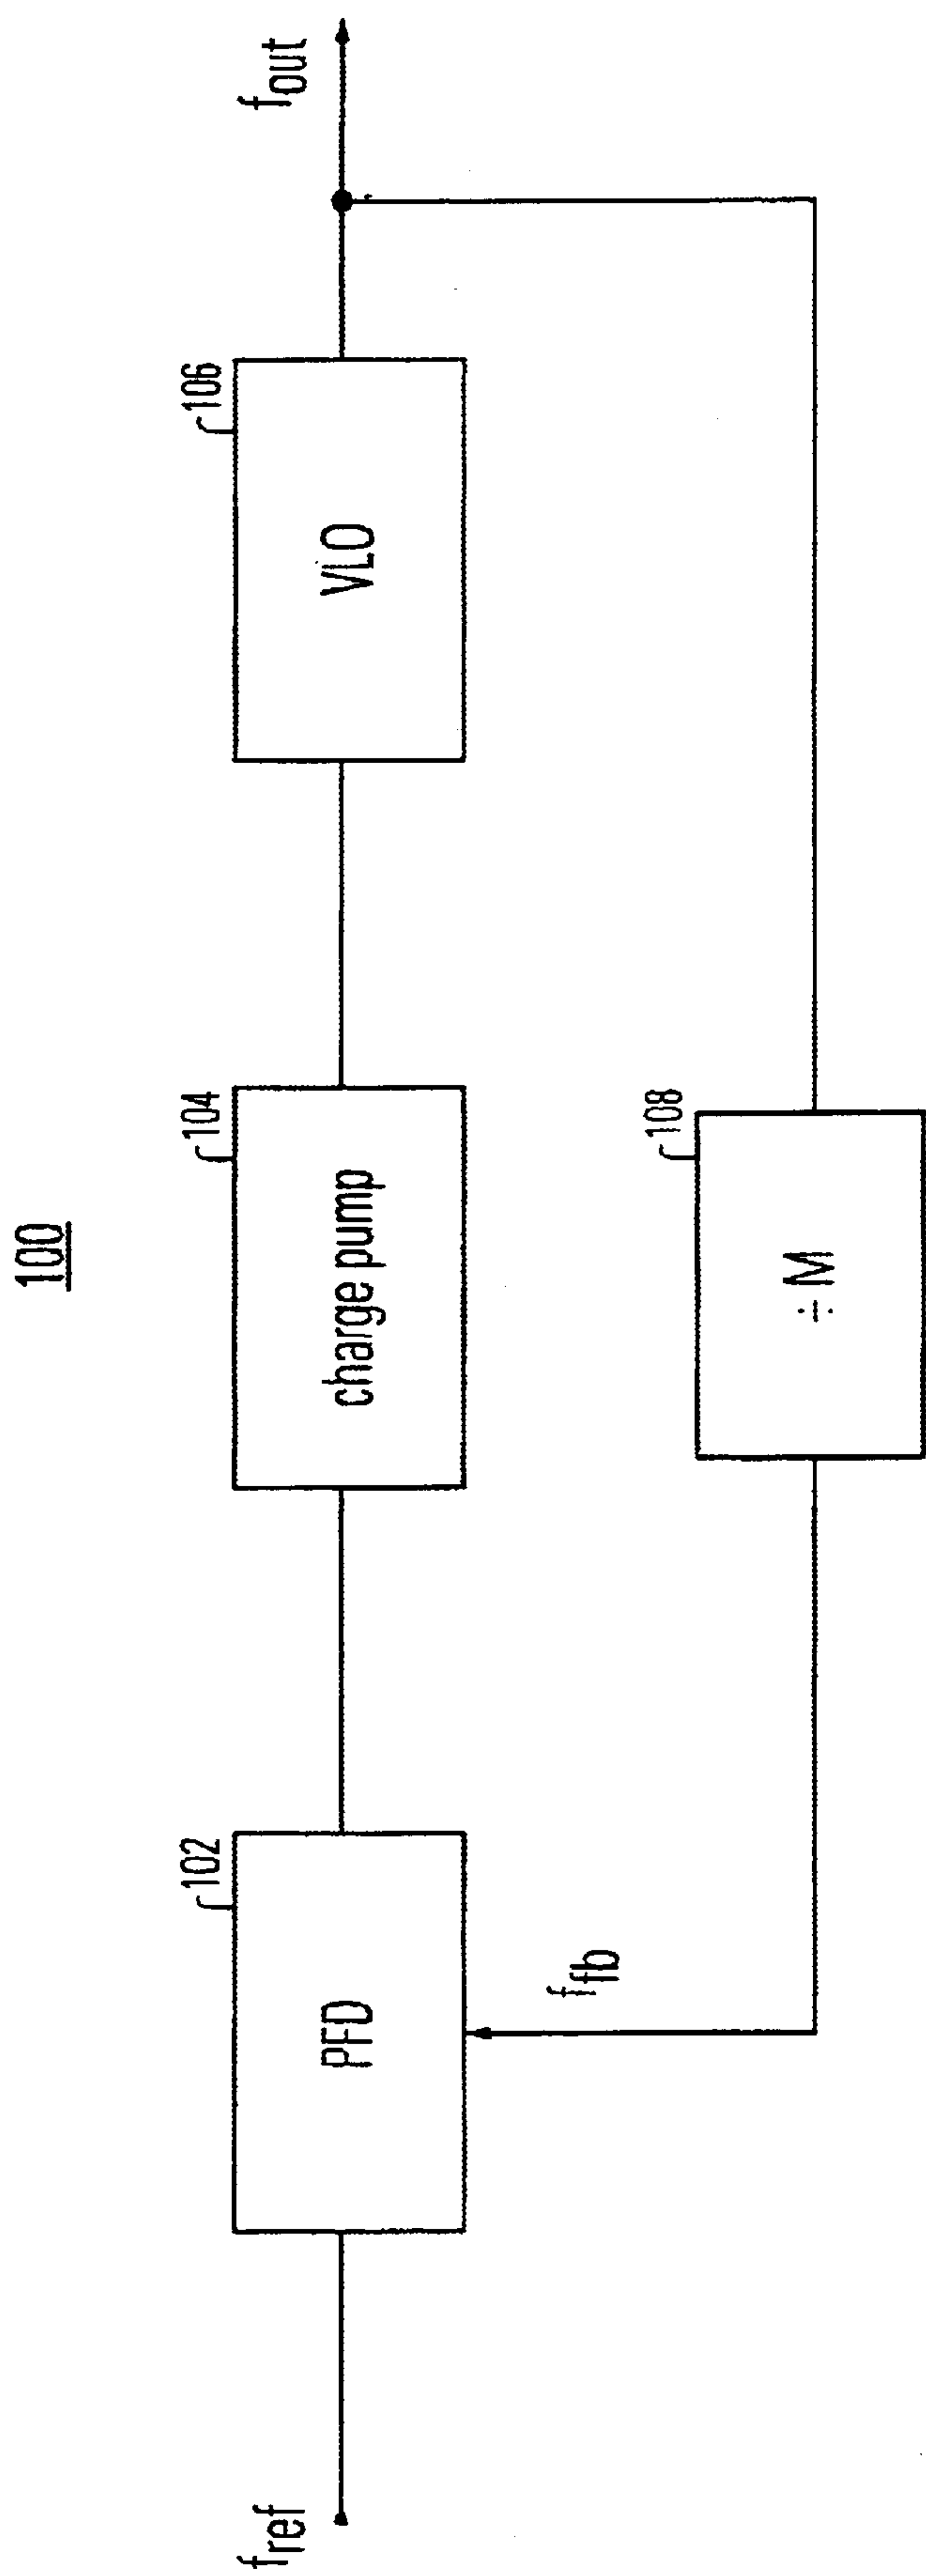 100
102
104
106
f_ref
PFD
charge pump
VLO
f_out
f_fb
108
÷M